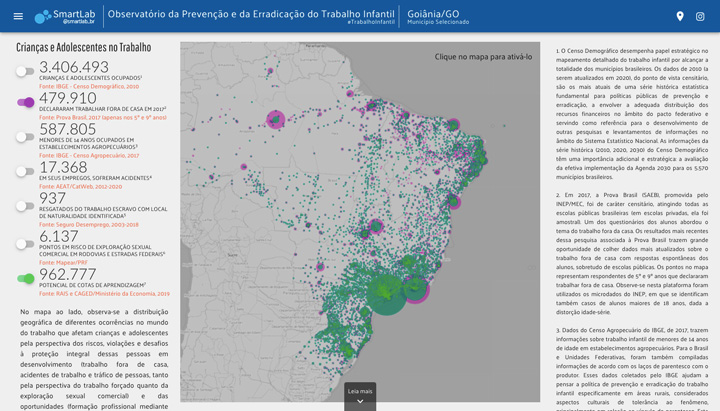 SmartLab
@smartlab.br
Observatório da Prevenção e da Erradicação do Trabalho Infantil
#TrabalhoInfantil
Goiânia/GO
Município Selecionado
Crianças e Adolescentes no Trabalho
3.406.493
CRIANÇAS E ADOLESCENTES OCUPADOS¹
Fonte: IBGE - Censo Demográfico, 2010
479.910
DECLARARAM TRABALHAR FORA DE CASA EM 2017²
Fonte: Prova Brasil, 2017 (apenas nos 5º e 9º anos)
587.805
MENORES DE 14 ANOS OCUPADOS EM
ESTABELECIMENTOS AGROPECUÁRIOS³
Fonte: IBGE - Censo Agropecuário, 2017
17.368
EM SEUS EMPREGOS, SOFRERAM ACIDENTES⁴
Fonte: AEAT/CatWeb, 2012-2020
937
RESGATADOS DO TRABALHO ESCRAVO COM LOCAL
DE NATURALIDADE IDENTIFICADA⁵
Fonte: Seguro Desemprego, 2003-2018
6.137
PONTOS EM RISCO DE EXPLORAÇÃO SEXUAL
COMERCIAL EM RODOVIAS E ESTRADAS FEDERAIS⁶
Fonte: Mapear/PRF
962.777
POTENCIAL DE COTAS DE APRENDIZAGEM⁷
Fonte: RAIS e CAGED/Ministério da Economia, 2019
No mapa ao lado, observa-se a distribuição
geográfica de diferentes ocorrências no mundo
do trabalho que afetam crianças e adolescentes
pela perspectiva dos riscos, violações e desafios
à proteção integral dessas pessoas em
desenvolvimento (trabalho fora de casa,
acidentes de trabalho e tráfico de pessoas, tanto
pela perspectiva do trabalho forçado quanto da
exploração sexual comercial) e das
oportunidades (formação profissional mediante
Clique no mapa para ativá-lo
Leia mais
1. O Censo Demográfico desempenha papel estratégico no
mapeamento detalhado do trabalho infantil por alcançar a
totalidade dos municípios brasileiros. Os dados de 2010 (a
serem atualizados em 2020), do ponto de vista censitário,
são os mais atuais de uma série histórica estatística
fundamental para políticas públicas de prevenção e
erradicação, a envolver a adequada distribuição dos
recursos financeiros no âmbito do pacto federativo e
servindo como referência para o desenvolvimento de
outras pesquisas e levantamentos de informações no
âmbito do Sistema Estatístico Nacional. As informações da
série histórica (2010, 2020, 2030) do Censo Demográfico
têm uma importância adicional e estratégica: a avaliação
da efetiva implementação da Agenda 2030 para os 5.570
municípios brasileiros.
2. Em 2017, a Prova Brasil (SAEB), promovida pelo
INEP/MEC, foi de caráter censitário, atingindo todas as
escolas públicas brasileiras (em escolas privadas, ela foi
amostral). Um dos questionários dos alunos abordou o
tema do trabalho fora da casa. Os resultados mais recentes
dessa pesquisa associada à Prova Brasil trazem grande
oportunidade de colher dados mais atualizados sobre o
trabalho fora de casa com respostas espontâneas dos
alunos, sobretudo de escolas públicas. Os pontos no mapa
representam respondentes de 5º e 9º anos que declararam
trabalhar fora de casa. Observe-se nesta plataforma foram
utilizados os microdados do INEP, em que se identificam
também casos de alunos maiores de 18 anos, dada a
distorção idade-série.
3. Dados do Censo Agropecuário do IBGE, de 2017, trazem
informações sobre trabalho infantil de menores de 14 anos
de idade em estabelecimentos agropecuários. Para o Brasil
e Unidades Federativas, foram também compiladas
informações de acordo com os laços de parentesco com o
produtor. Esses dados coletados pelo IBGE ajudam a
pensar a política de prevenção e erradicação do trabalho
infantil especificamente em áreas rurais, considerados
aspectos culturais de tolerância ao fenômeno,